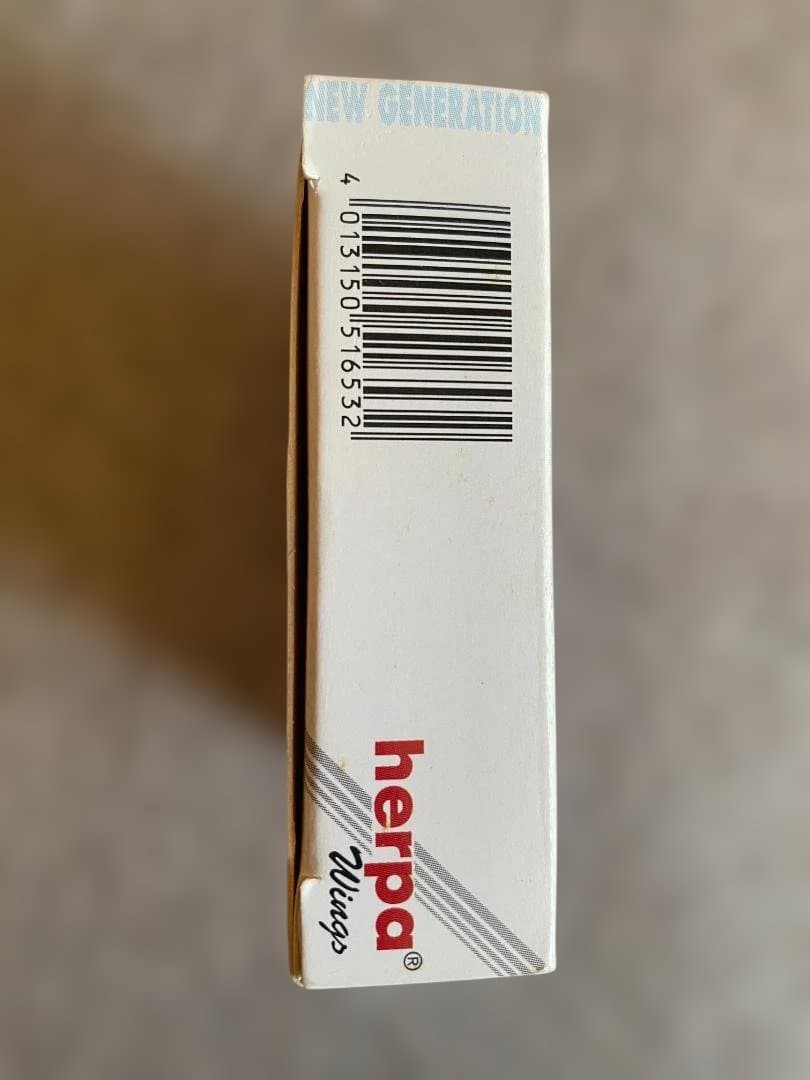 NEW GENERATION
4 013150 516532
herpa®
Wings